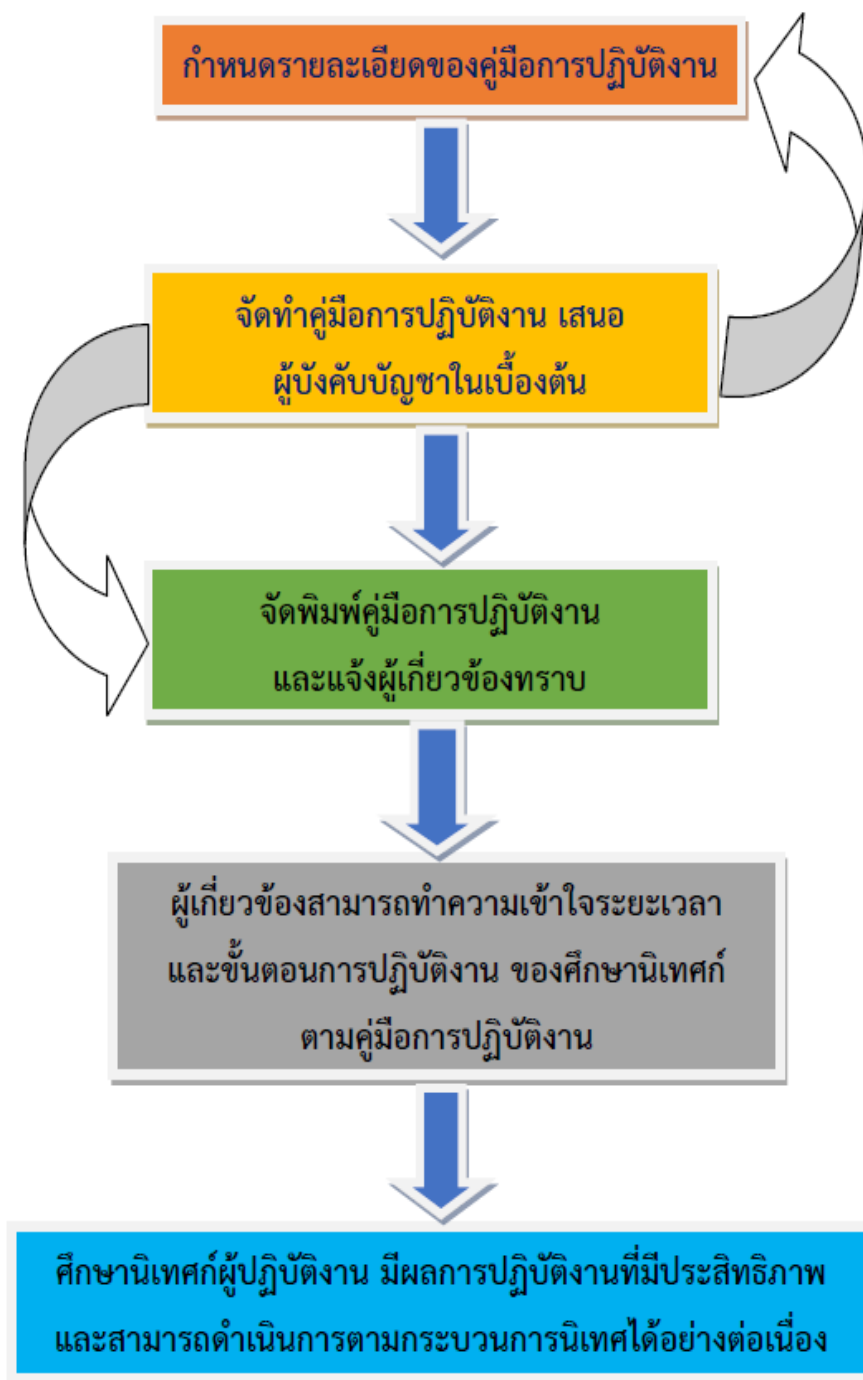 กำหนดรายละเอียดของคู่มือการปฏิบัติงาน
จัดทำคู่มือการปฏิบัติงาน เสนอ
ผู้บังคับบัญชาในเบื้องต้น
จัดพิมพ์คู่มือการปฏิบัติงาน
และแจ้งผู้เกี่ยวข้องทราบ
ผู้เกี่ยวข้องสามารถทำความเข้าใจระยะเวลา
และขั้นตอนการปฏิบัติงาน ของศึกษานิเทศก์
ตามคู่มือการปฏิบัติงาน
ศึกษานิเทศก์ผู้ปฏิบัติงาน มีผลการปฏิบัติงานที่มีประสิทธิภาพ
และสามารถดำเนินการตามกระบวนการนิเทศได้อย่างต่อเนื่อง